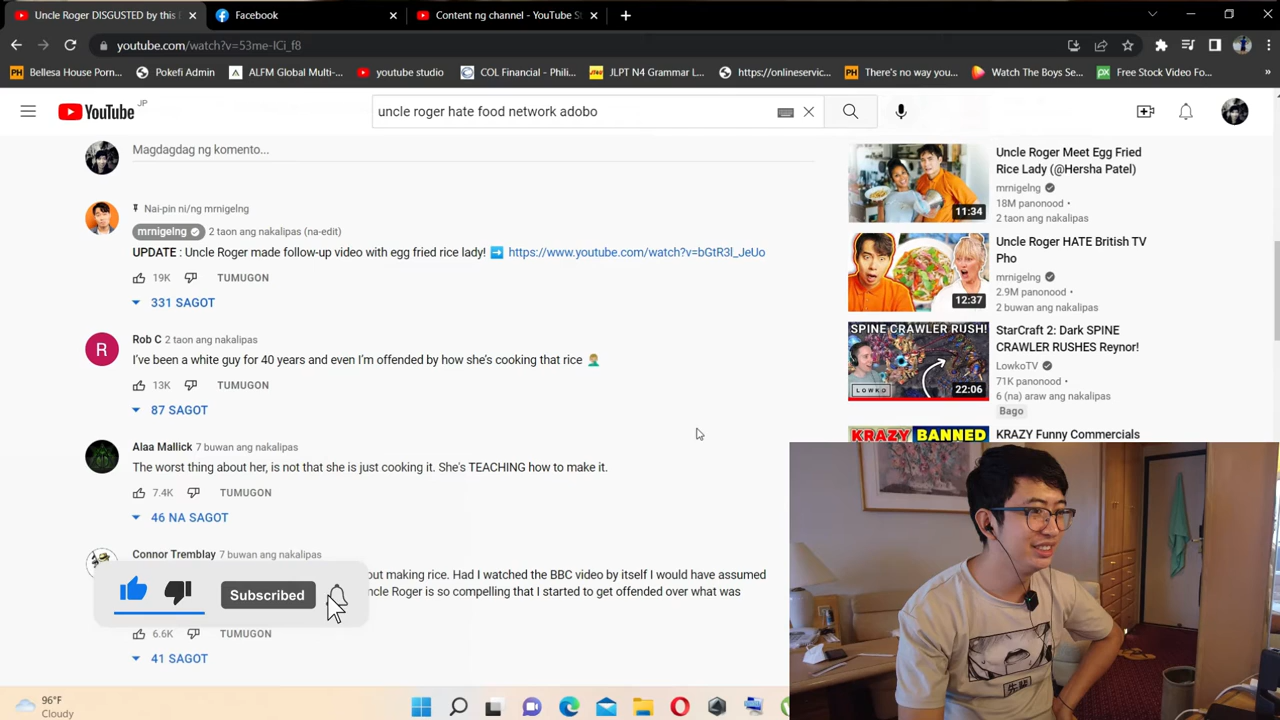 Uncle Roger DISGUSTED by this
Facebook
Content ng channel - YouTube St
youtube.com/watch?v=53me-ICi_f8
Bellesa House Porn...
Pokefi Admin
ALFM Global Multi-...
youtube studio
COL Financial - Phili...
JLPT N4 Grammar L...
https://onlineservic...
There's no way you...
Watch The Boys Se...
Free Stock Video Fo...
YouTube JP
uncle roger hate food network adobo
Magdagdag ng komento...
Nai-pin ni/ng mrnigelng
mrnigelng 2 taon ang nakalipas (na-edit)
UPDATE : Uncle Roger made follow-up video with egg fried rice lady! ➡️ https://www.youtube.com/watch?v=bGtR3l_JeUo
19K TUMUGON
331 SAGOT
Rob C 2 taon ang nakalipas
I've been a white guy for 40 years and even I'm offended by how she's cooking that rice 🤦🏼‍♂️
13K TUMUGON
87 SAGOT
Alaa Mallick 7 buwan ang nakalipas
The worst thing about her, is not that she is just cooking it. She's TEACHING how to make it.
7.4K TUMUGON
46 NA SAGOT
Connor Tremblay 7 buwan ang nakalipas
out making rice. Had I watched the BBC video by itself I would have assumed
ncle Roger is so compelling that I started to get offended over what was
Subscribed
6.6K TUMUGON
41 SAGOT
11:34
Uncle Roger Meet Egg Fried
Rice Lady (@Hersha Patel)
mrnigelng
18M panonood •
2 taon ang nakalipas
12:37
Uncle Roger HATE British TV
Pho
mrnigelng
2.9M panonood •
2 buwan ang nakalipas
SPINE CRAWLER RUSH!
LOWKO
22:06
StarCraft 2: Dark SPINE
CRAWLER RUSHES Reynor!
LowkoTV
71K panonood •
6 (na) araw ang nakalipas
Bago
KRAZY BANNED
KRAZY Funny Commercials
先輩
96°F
Cloudy